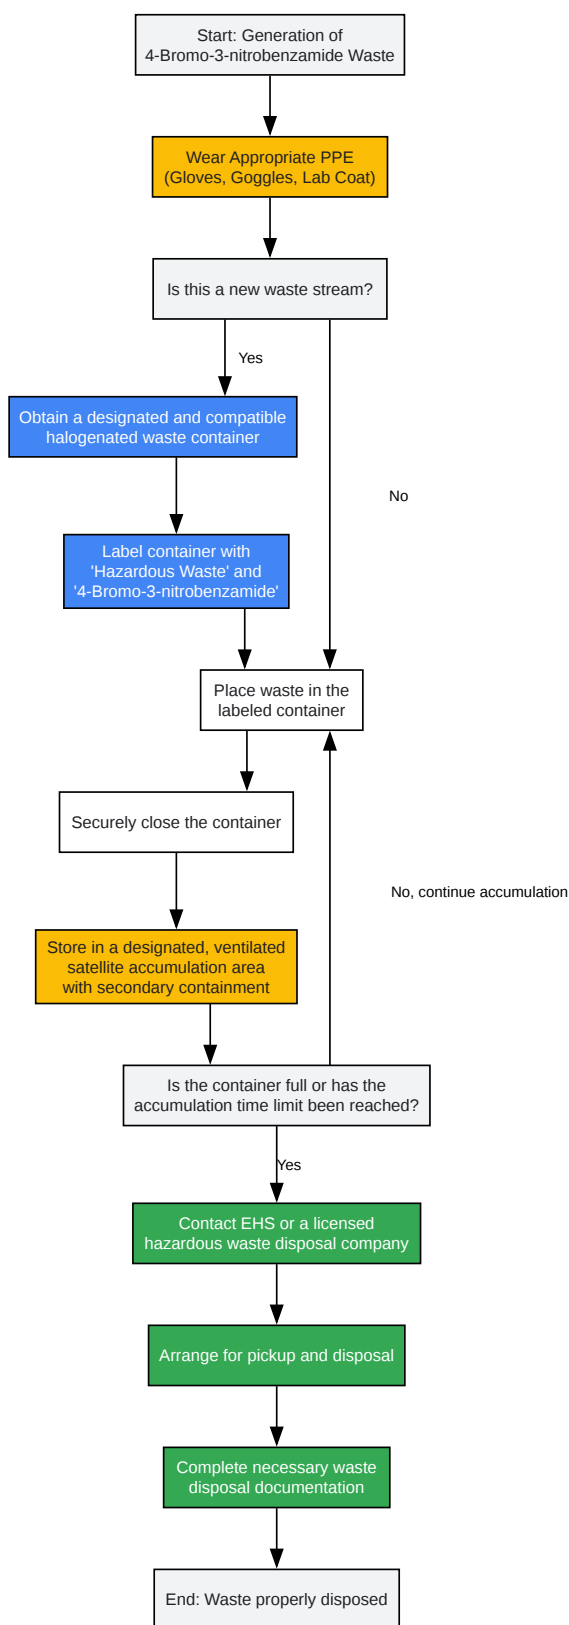 Start: Generation of
4-Bromo-3-nitrobenzamide Waste
Wear Appropriate PPE
(Gloves, Goggles, Lab Coat)
Is this a new waste stream?
Yes
Obtain a designated and compatible
halogenated waste container
No
Label container with
'Hazardous Waste' and
'4-Bromo-3-nitrobenzamide'
Place waste in the
labeled container
Securely close the container
No, continue accumulation
Store in a designated, ventilated
satellite accumulation area
with secondary containment
Is the container full or has the
accumulation time limit been reached?
Yes
Contact EHS or a licensed
hazardous waste disposal company
Arrange for pickup and disposal
Complete necessary waste
disposal documentation
End: Waste properly disposed